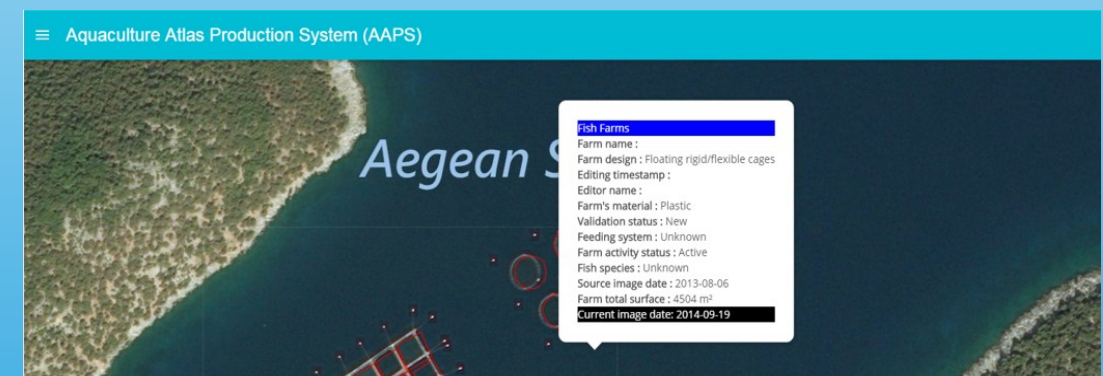 Aquaculture Atlas Production System (AAPS)
Aegean S
Fish Farms
Farm name :
Farm design : Floating rigid/flexible cages
Editing timestamp :
Editor name :
Farm's material : Plastic
Validation status : New
Feeding system : Unknown
Farm activity status : Active
Fish species : Unknown
Source image date : 2013-08-06
Farm total surface : 4504 m²
Current image date: 2014-09-19